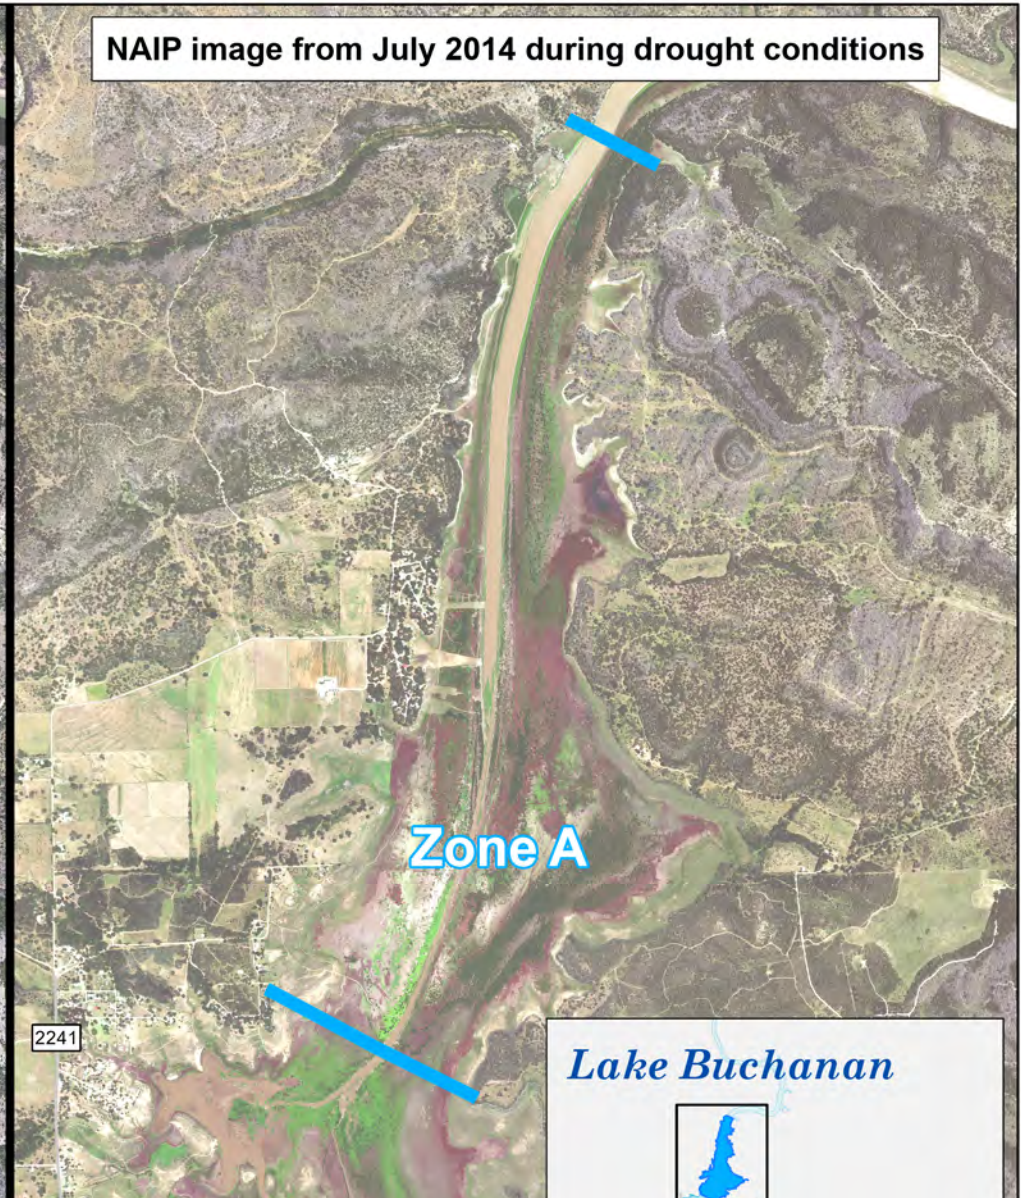 NAIP image from July 2014 during drought conditions
Zone A
2241
Lake Buchanan